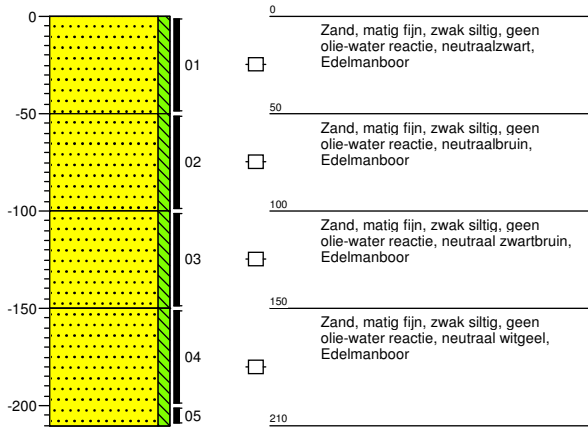 0
-50
-100
-150
-200
01
02
03
04
05
0
Zand, matig fijn, zwak siltig, geen
olie-water reactie, neutraalzwart,
Edelmanboor
50
Zand, matig fijn, zwak siltig, geen
olie-water reactie, neutraalbruin,
Edelmanboor
100
Zand, matig fijn, zwak siltig, geen
olie-water reactie, neutraal zwartbruin,
Edelmanboor
150
Zand, matig fijn, zwak siltig, geen
olie-water reactie, neutraal witgeel,
Edelmanboor
210